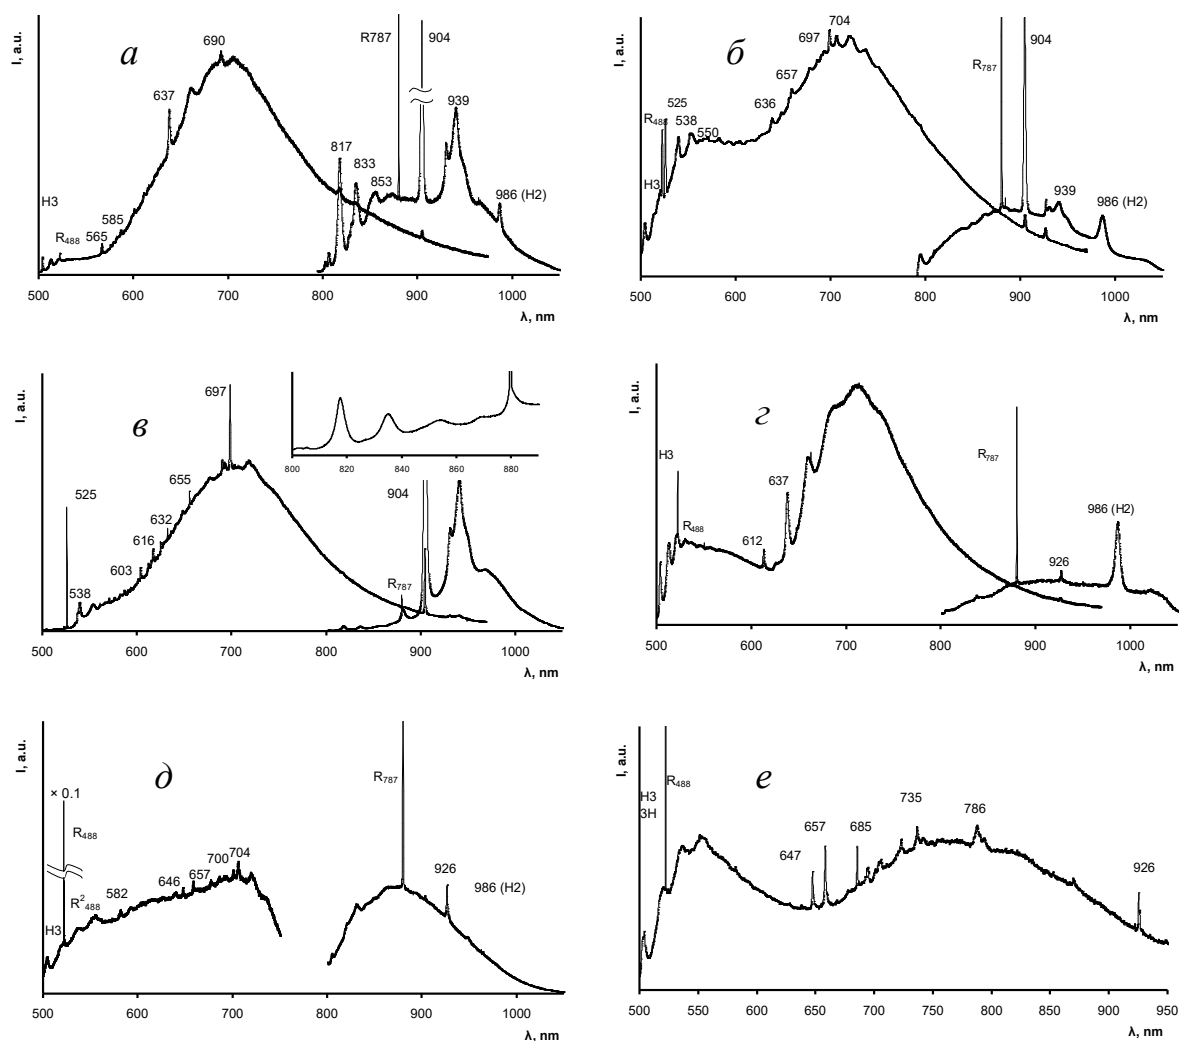 I, a.u.
а
690
R787
904
637
939
817
833
853
986 (H2)
H3
585
R488
565
500 600 700 800 900 1000
λ, nm
I, a.u.
б
704
697
904
R787
657
525
636
R488
538
550
H3
939
986 (H2)
500 600 700 800 900 1000
λ, nm
I, a.u.
в
697
800 820 840 860 880
655
525
904
632
616
603
538
R787
500 600 700 800 900 1000
λ, nm
I, a.u.
г
H3
R787
637
R488
612
986 (H2)
926
500 600 700 800 900 1000
λ, nm
I, a.u.
д
× 0.1
R488
R787
700 704
646 657
582
926
986 (H2)
R²488
H3
500 600 700 800 900 1000
λ, nm
I, a.u.
е
R488
H3
3H
735
786
657
685
647
926
500 550 600 650 700 750 800 850 900 950
λ, nm